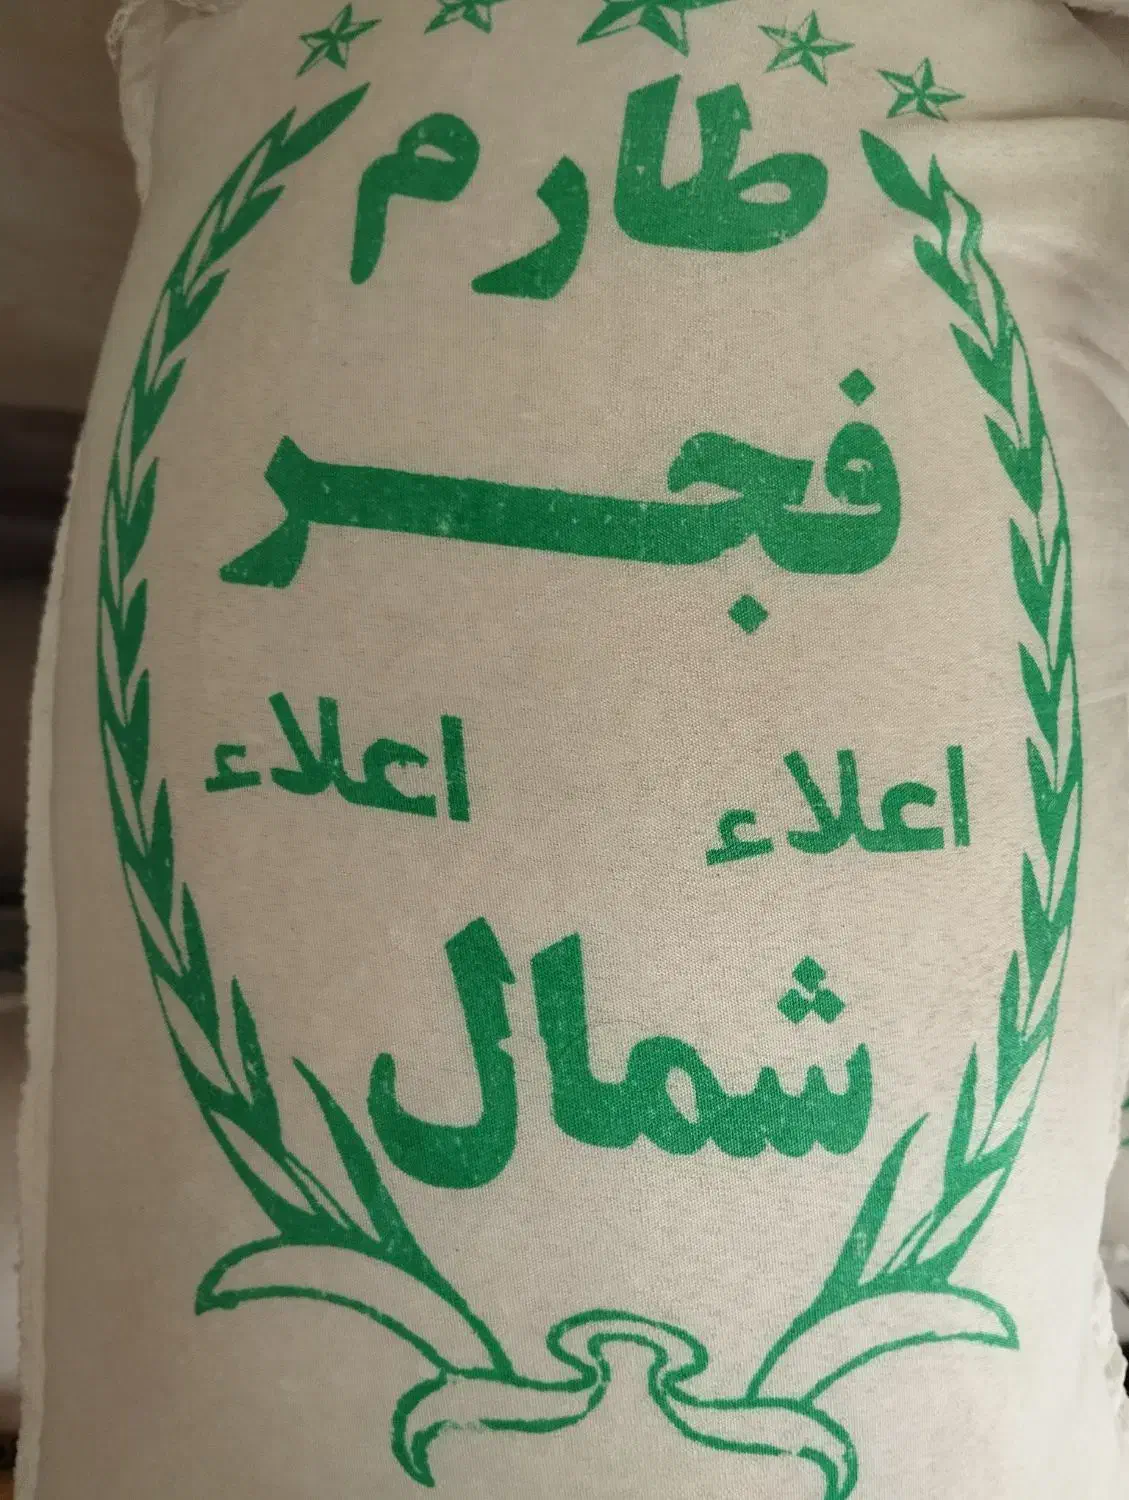 طارم
فجر
اعلاء اعلاء
شمال